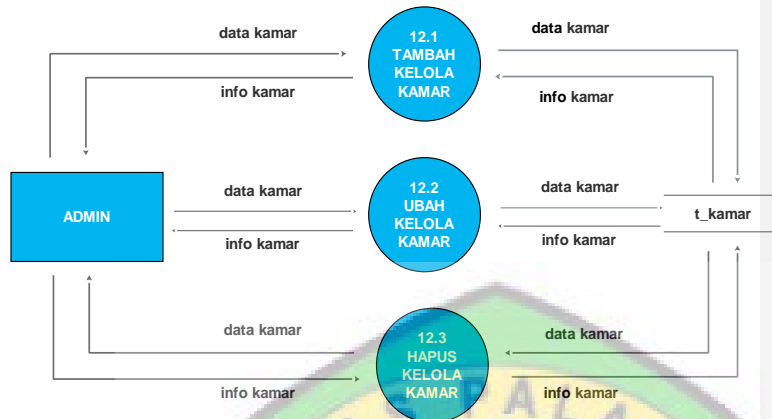 data kamar
12.1
TAMBAH
KELOLA
KAMAR
data kamar
info kamar
info kamar
ADMIN
data kamar
12.2
UBAH
KELOLA
KAMAR
data kamar
t_kamar
info kamar
info kamar
data kamar
12.3
HAPUS
KELOLA
KAMAR
data kamar
info kamar
info kamar
S PAL